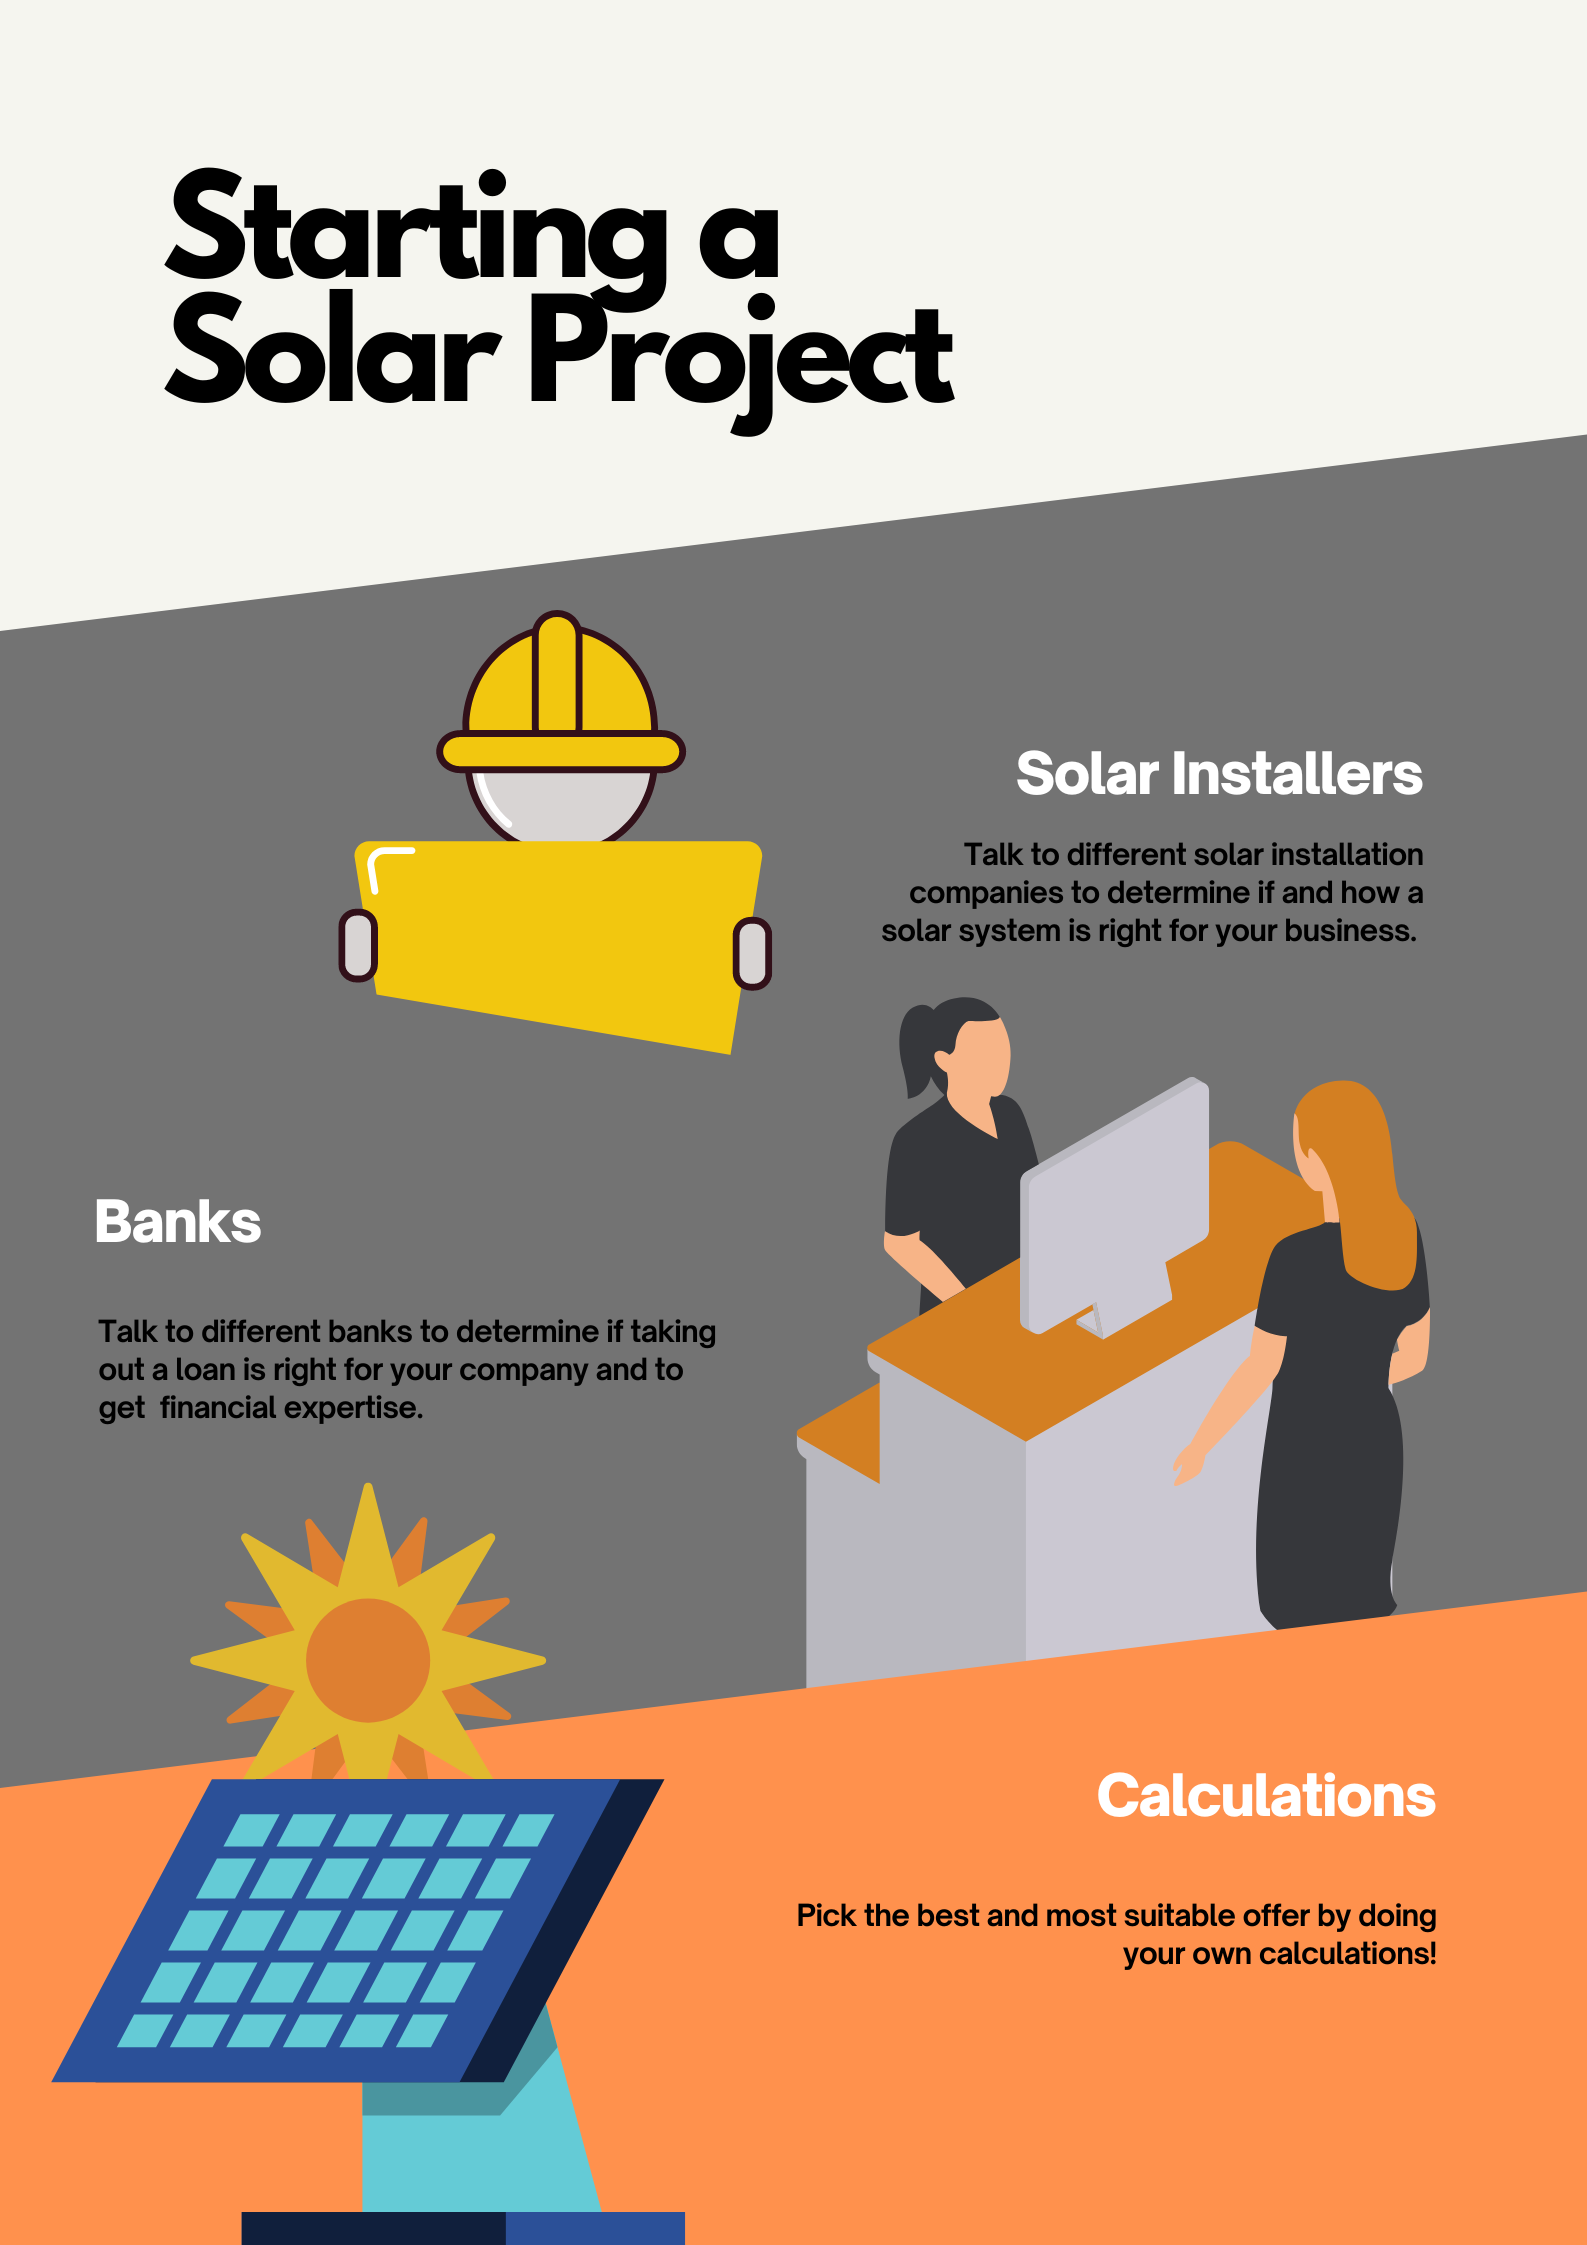 Starting a
Solar Project
Solar Installers
Talk to different solar installation
companies to determine if and how a
solar system is right for your business.
Banks
Talk to different banks to determine if taking
out a loan is right for your company and to
get  financial expertise.
Calculations
Pick the best and most suitable offer by doing
your own calculations!